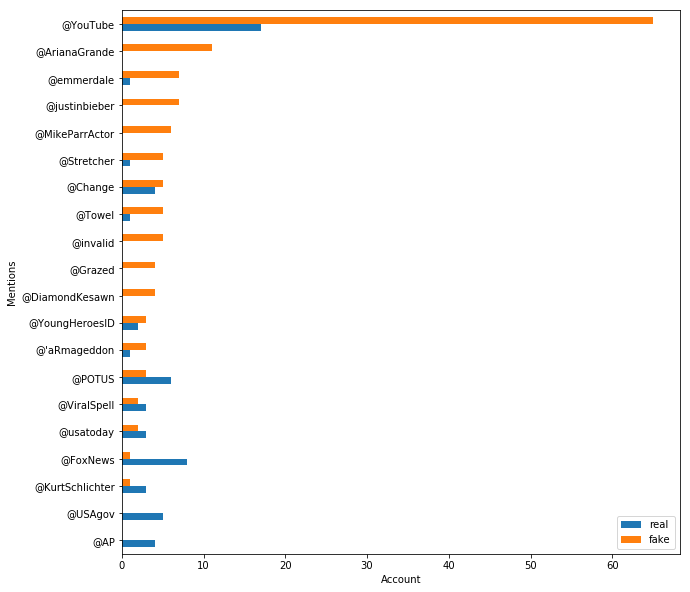 @YouTube
@ArianaGrande
@emmerdale
@justinbieber
@MikeParrActor
@Stretcher
@Change
@Towel
@invalid
@Grazed
@DiamondKesawn
@YoungHeroesID
@'aRmageddon
@POTUS
@ViralSpell
@usatoday
@FoxNews
@KurtSchlichter
@USAgov
@AP
Mentions
0 10 20 30 40 50 60
Account
real
fake